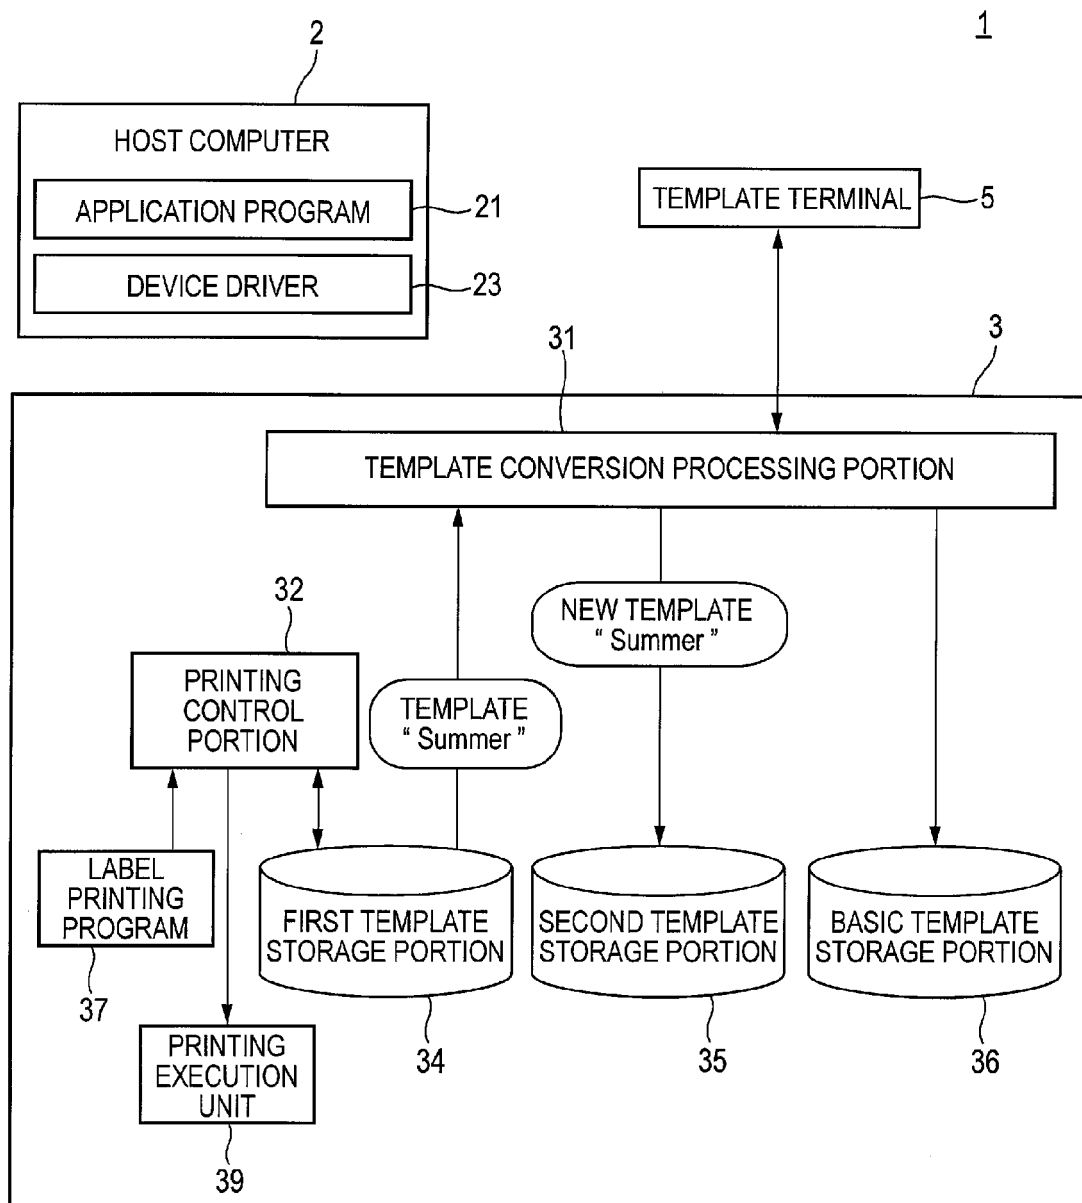 1
2
HOST COMPUTER
APPLICATION PROGRAM
21
DEVICE DRIVER
23
TEMPLATE TERMINAL
5
3
31
TEMPLATE CONVERSION PROCESSING PORTION
32
PRINTING
CONTROL
PORTION
TEMPLATE
“ Summer ”
NEW TEMPLATE
“ Summer ”
LABEL
PRINTING
PROGRAM
37
FIRST TEMPLATE
STORAGE PORTION
34
SECOND TEMPLATE
STORAGE PORTION
35
BASIC TEMPLATE
STORAGE PORTION
36
PRINTING
EXECUTION
UNIT
39